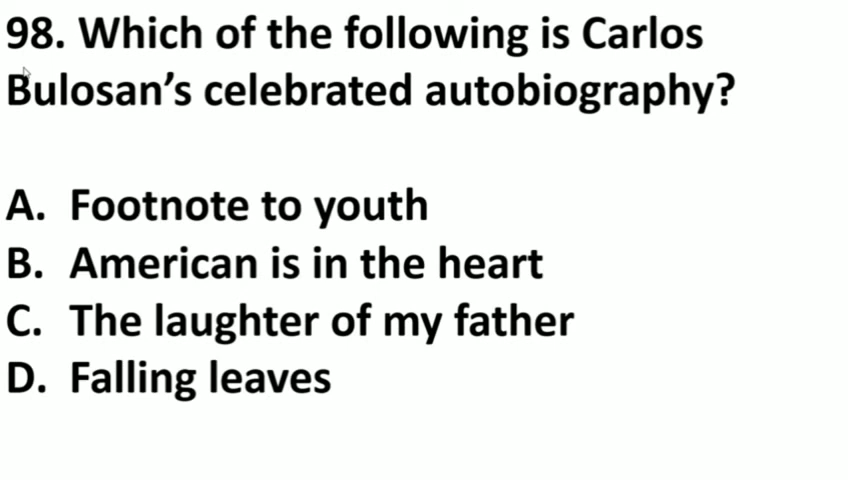 98. Which of the following is Carlos
Bulosan’s celebrated autobiography?
A. Footnote to youth
B. American is in the heart
C. The laughter of my father
D. Falling leaves